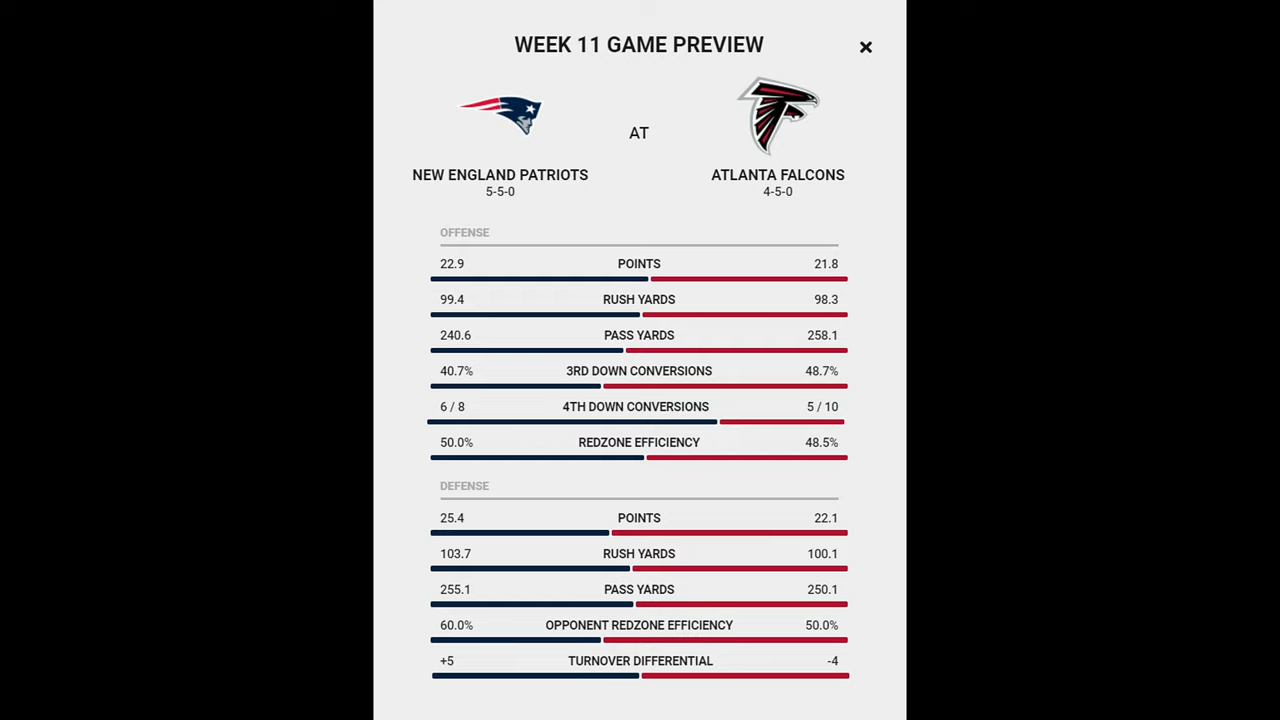 WEEK 11 GAME PREVIEW
×
AT
NEW ENGLAND PATRIOTS
5-5-0
ATLANTA FALCONS
4-5-0
OFFENSE
22.9 POINTS 21.8
99.4 RUSH YARDS 98.3
240.6 PASS YARDS 258.1
40.7% 3RD DOWN CONVERSIONS 48.7%
6 / 8 4TH DOWN CONVERSIONS 5 / 10
50.0% REDZONE EFFICIENCY 48.5%
DEFENSE
25.4 POINTS 22.1
103.7 RUSH YARDS 100.1
255.1 PASS YARDS 250.1
60.0% OPPONENT REDZONE EFFICIENCY 50.0%
+5 TURNOVER DIFFERENTIAL -4